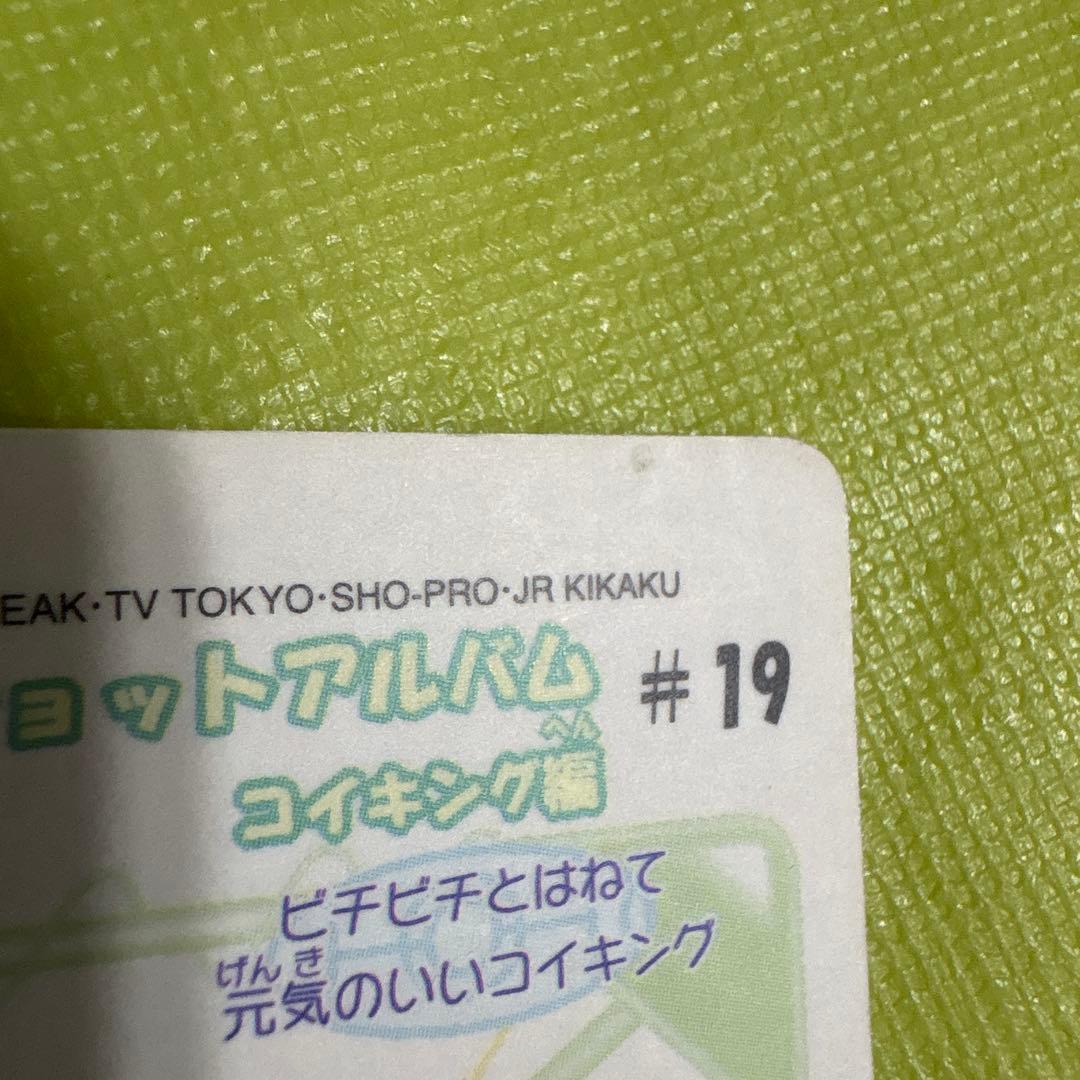 EAK・TV TOKYO・SHO-PRO・JR KIKAKU
ョットアルバム #19
へん
コイキング編
ビチビチとはねて
げんき
元気のいいコイキング